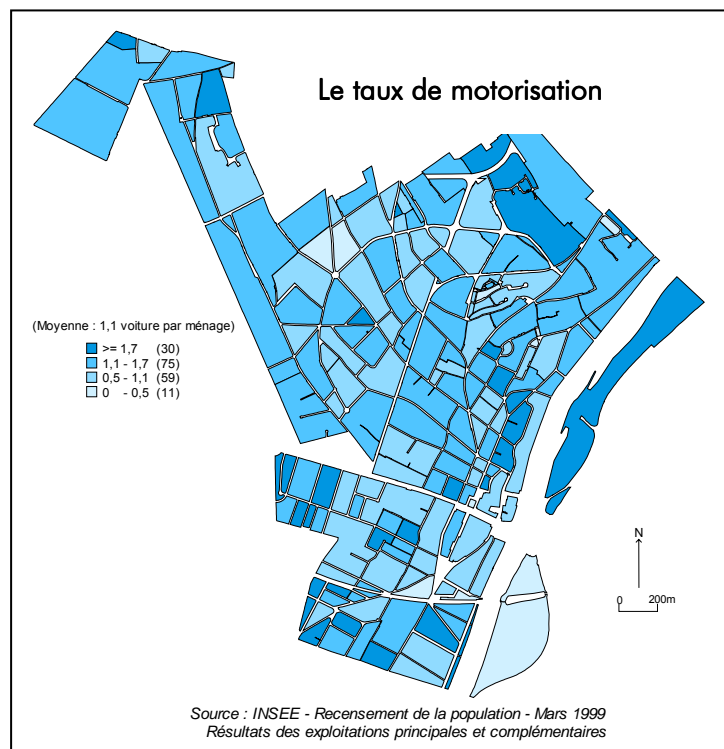 Le taux de motorisation
(Moyenne : 1,1 voiture par ménage)
>= 1,7 (30)
1,1 - 1,7 (75)
0,5 - 1,1 (59)
0 - 0,5 (11)
N
0 200m
Source : INSEE - Recensement de la population - Mars 1999
Résultats des exploitations principales et complémentaires